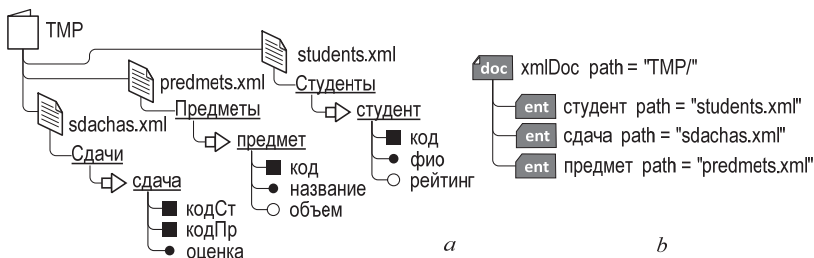 TMP
students.xml
Студенты
студент
код
фио
рейтинг
predmets.xml
Предметы
предмет
код
название
объем
sdachas.xml
Сдачи
сдача
кодСт
кодПр
оценка
a
doc xmlDoc path = "TMP/"
ent студент path = "students.xml"
ent сдача path = "sdachas.xml"
ent предмет path = "predmets.xml"
b